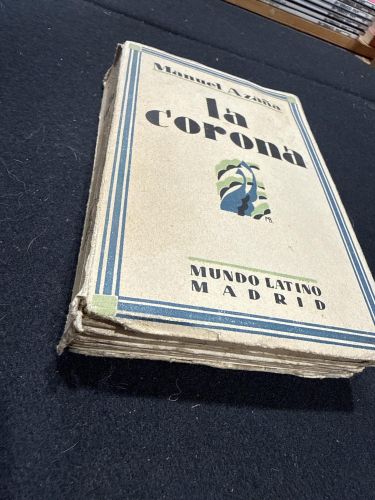 Manuel Azaña
la
corona
MUNDO LATINO
MADRID